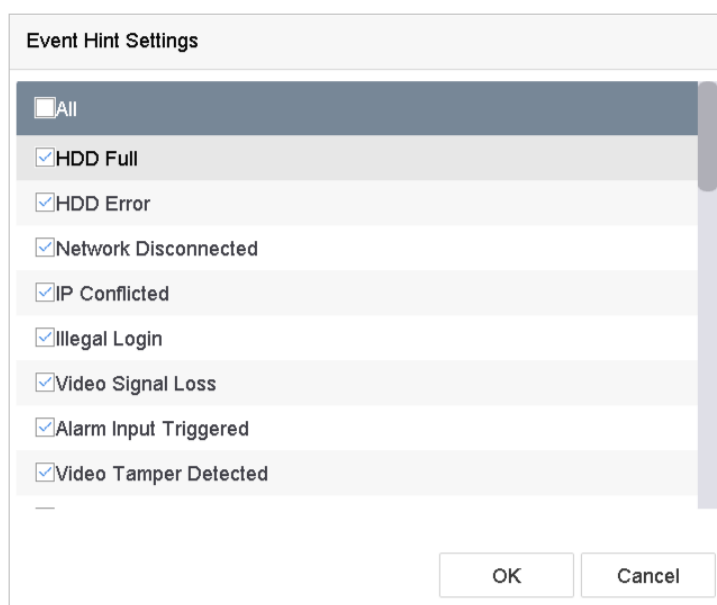 Event Hint Settings
All
HDD Full
HDD Error
Network Disconnected
IP Conflicted
Illegal Login
Video Signal Loss
Alarm Input Triggered
Video Tamper Detected
OK
Cancel